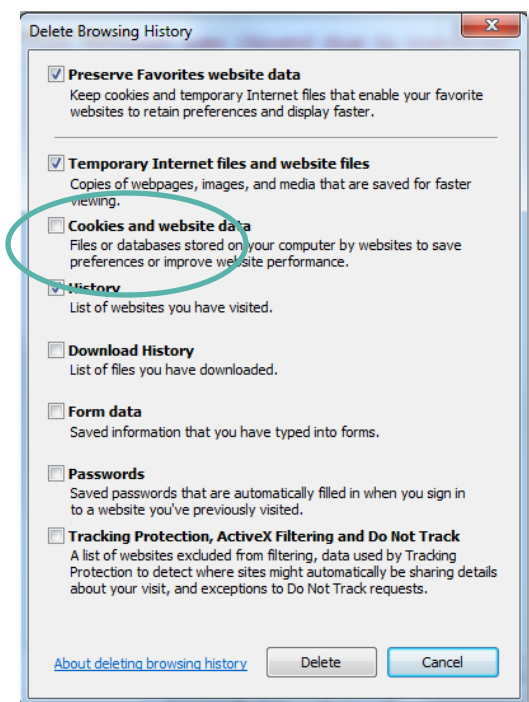 Delete Browsing History
Preserve Favorites website data
Keep cookies and temporary Internet files that enable your favorite
websites to retain preferences and display faster.
Temporary Internet files and website files
Copies of webpages, images, and media that are saved for faster
viewing.
Cookies and website data
Files or databases stored on your computer by websites to save
preferences or improve website performance.
History
List of websites you have visited.
Download History
List of files you have downloaded.
Form data
Saved information that you have typed into forms.
Passwords
Saved passwords that are automatically filled in when you sign in
to a website you've previously visited.
Tracking Protection, ActiveX Filtering and Do Not Track
A list of websites excluded from filtering, data used by Tracking
Protection to detect where sites might automatically be sharing details
about your visit, and exceptions to Do Not Track requests.
About deleting browsing history Delete Cancel